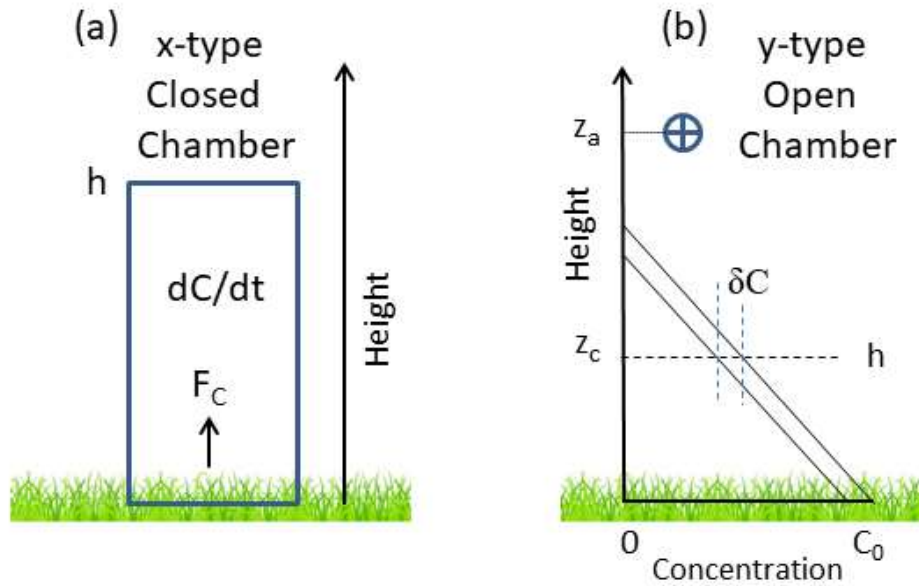 (a)
x-type
Closed
Chamber
h
dC/dt
F_C
Height
(b)
y-type
Open
Chamber
z_a
Height
δC
z_c
h
0
C_0
Concentration